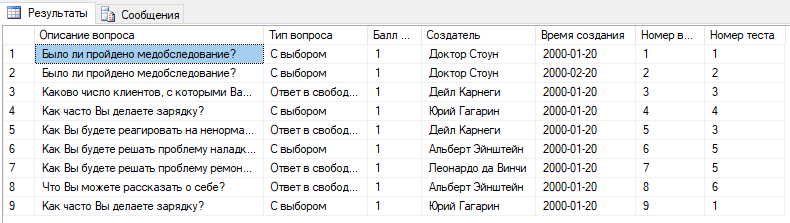 Результаты Сообщения
Описание вопроса Тип вопроса Балл ... Создатель Время создания Номер в... Номер теста
1 Было ли пройдено медобследование? С выбором 1 Доктор Стоун 2000-01-20 1 1
2 Было ли пройдено медобследование? С выбором 1 Доктор Стоун 2000-02-20 2 2
3 Каково число клиентов, с которыми Ва... Ответ в свобод... 1 Дейл Карнеги 2000-01-20 3 3
4 Как часто Вы делаете зарядку? С выбором 1 Юрий Гагарин 2000-01-20 4 4
5 Как Вы будете реагировать на ненорма... Ответ в свобод... 1 Дейл Карнеги 2000-01-20 5 3
6 Как Вы будете решать проблему наладк... С выбором 1 Альберт Эйнштейн 2000-01-20 6 5
7 Как Вы будете решать проблему ремон... Ответ в свобод... 1 Леонардо да Винчи 2000-01-20 7 5
8 Что Вы можете рассказать о себе? Ответ в свобод... 1 Альберт Эйнштейн 2000-01-20 8 6
9 Как часто Вы делаете зарядку? С выбором 1 Юрий Гагарин 2000-01-20 9 1